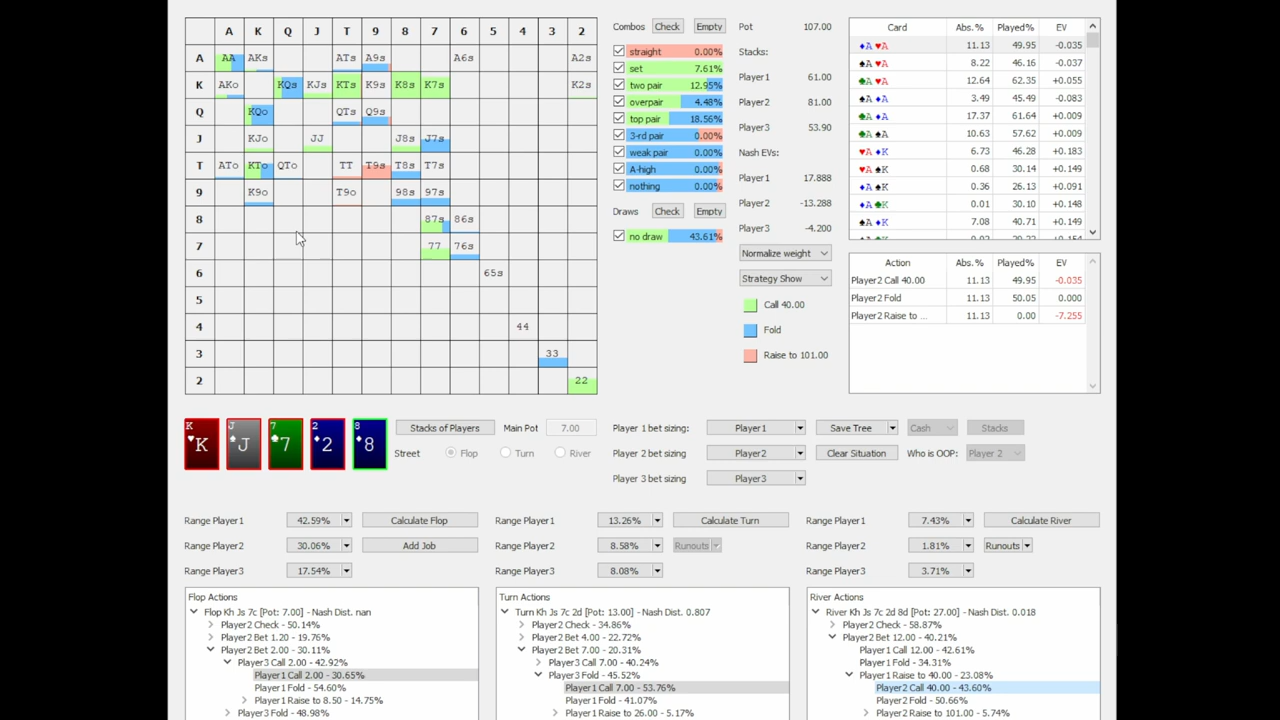 A K Q J T 9 8 7 6 5 4 3 2
A AA AKs ATs A9s A6s A2s
K AKo KQs KJs KTs K9s K8s K7s K2s
Q KQo QTs Q9s
J KJo JJ J8s J7s
T ATo KTo QTo TT T9s T8s T7s
9 K9o T9o 98s 97s
8 87s 86s
7 77 76s
6 65s
5
4 44
3 33
2 22
Combos Check Empty
straight 0.00%
set 7.61%
two pair 12.95%
overpair 4.48%
top pair 18.56%
3-rd pair 0.00%
weak pair 0.00%
A-high 0.00%
nothing 0.00%
Draws Check Empty
no draw 43.61%
Pot 107.00
Stacks:
Player1 61.00
Player2 81.00
Player3 53.90
Nash EVs:
Player1 17.888
Player2 -13.288
Player3 -4.200
Normalize weight
Strategy Show
Call 40.00
Fold
Raise to 101.00
Card Abs.% Played% EV
♦A ♥A 11.13 49.95 -0.035
♠A ♥A 8.22 46.16 -0.037
♣A ♥A 12.64 62.35 +0.055
♠A ♦A 3.49 45.49 -0.083
♣A ♦A 17.37 61.64 +0.009
♣A ♠A 10.63 57.62 +0.009
♥A ♦K 6.73 46.28 +0.183
♥A ♠K 0.68 30.14 +0.149
♦A ♠K 0.36 26.13 +0.091
♦A ♣K 0.01 30.10 +0.148
♠A ♦K 7.08 40.71 +0.149
Action Abs.% Played% EV
Player2 Call 40.00 11.13 49.95 -0.035
Player2 Fold 11.13 50.05 0.000
Player2 Raise to ... 11.13 0.00 -7.255
K ♥ K
J ♠ J
7 ♣ 7
2 ♦ 2
8 ♦ 8
Stacks of Players Main Pot 7.00
Street Flop Turn River
Player 1 bet sizing: Player1 Save Tree Cash Stacks
Player 2 bet sizing: Player2 Clear Situation Who is OOP: Player 2
Player 3 bet sizing Player3
Range Player1 42.59% Calculate Flop
Range Player2 30.06% Add Job
Range Player3 17.54%
Range Player1 13.26% Calculate Turn
Range Player2 8.58% Runouts
Range Player3 8.08%
Range Player1 7.43% Calculate River
Range Player2 1.81% Runouts
Range Player3 3.71%
Flop Actions
Flop Kh Js 7c [Pot: 7.00] - Nash Dist. nan
Player2 Check - 50.14%
Player2 Bet 1.20 - 19.76%
Player2 Bet 2.00 - 30.11%
Player3 Call 2.00 - 42.92%
Player1 Call 2.00 - 30.65%
Player1 Fold - 54.60%
Player1 Raise to 8.50 - 14.75%
Player3 Fold - 48.98%
Turn Actions
Turn Kh Js 7c 2d [Pot: 13.00] - Nash Dist. 0.807
Player2 Check - 34.86%
Player2 Bet 4.00 - 22.72%
Player2 Bet 7.00 - 20.31%
Player3 Call 7.00 - 40.24%
Player3 Fold - 45.52%
Player1 Call 7.00 - 53.76%
Player1 Fold - 41.07%
Player1 Raise to 26.00 - 5.17%
River Actions
River Kh Js 7c 2d 8d [Pot: 27.00] - Nash Dist. 0.018
Player2 Check - 58.87%
Player2 Bet 12.00 - 40.21%
Player1 Call 12.00 - 42.61%
Player1 Fold - 34.31%
Player1 Raise to 40.00 - 23.08%
Player2 Call 40.00 - 43.60%
Player2 Fold - 50.66%
Player2 Raise to 101.00 - 5.74%